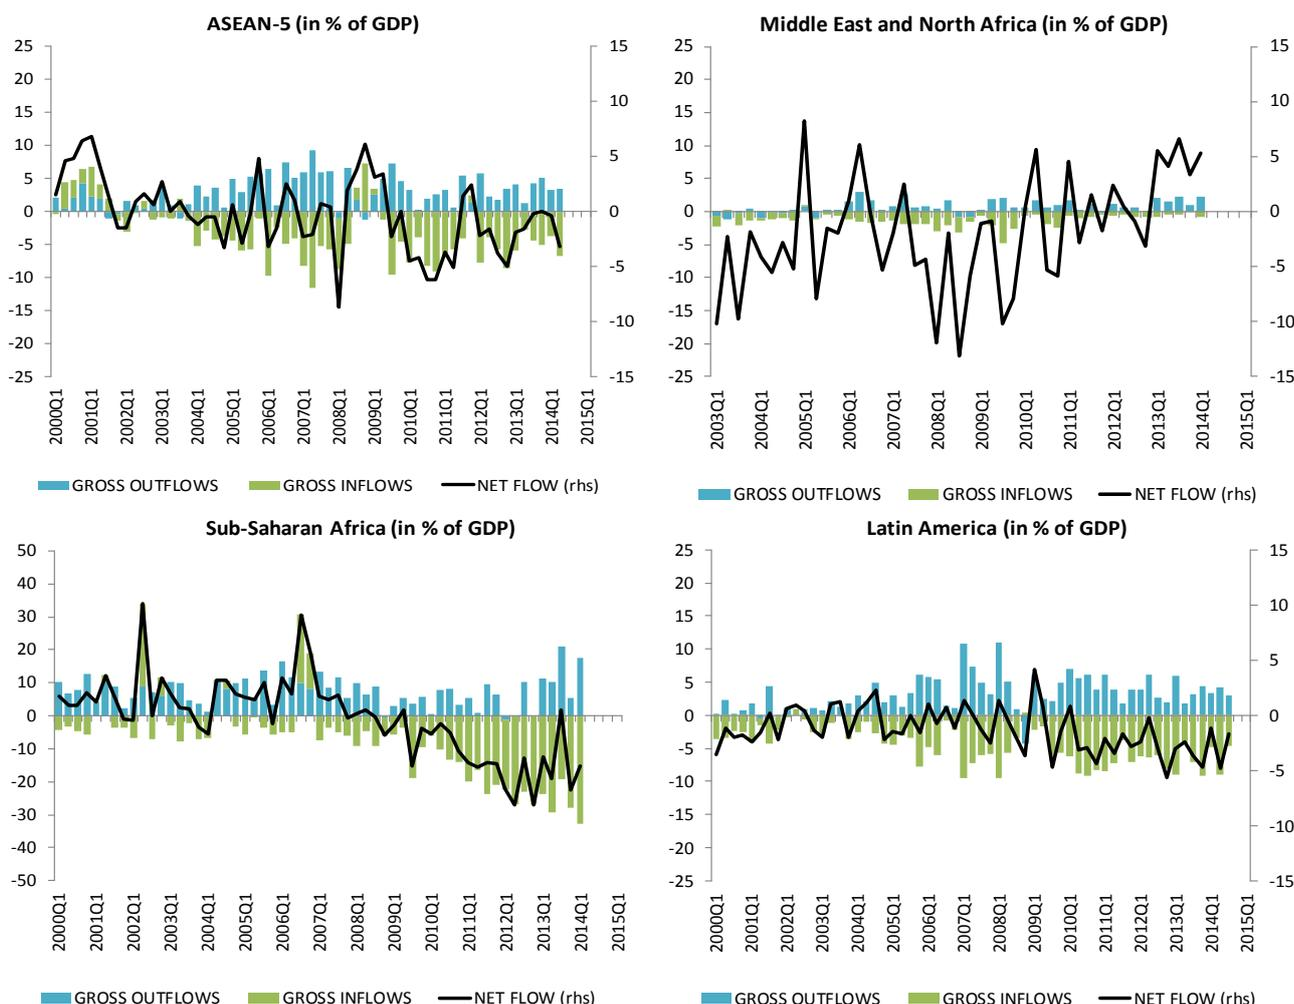 ASEAN-5 (in % of GDP)
25
20
15
10
5
0
-5
-10
-15
-20
-25
15
10
5
0
-5
-10
-15
2000Q1
2001Q1
2002Q1
2003Q1
2004Q1
2005Q1
2006Q1
2007Q1
2008Q1
2009Q1
2010Q1
2011Q1
2012Q1
2013Q1
2014Q1
2015Q1
GROSS OUTFLOWS GROSS INFLOWS NET FLOW (rhs)
Middle East and North Africa (in % of GDP)
25
20
15
10
5
0
-5
-10
-15
-20
-25
15
10
5
0
-5
-10
-15
2003Q1
2004Q1
2005Q1
2006Q1
2007Q1
2008Q1
2009Q1
2010Q1
2011Q1
2012Q1
2013Q1
2014Q1
2015Q1
GROSS OUTFLOWS GROSS INFLOWS NET FLOW (rhs)
Sub-Saharan Africa (in % of GDP)
50
40
30
20
10
0
-10
-20
-30
-40
-50
2000Q1
2001Q1
2002Q1
2003Q1
2004Q1
2005Q1
2006Q1
2007Q1
2008Q1
2009Q1
2010Q1
2011Q1
2012Q1
2013Q1
2014Q1
2015Q1
GROSS OUTFLOWS GROSS INFLOWS NET FLOW (rhs)
Latin America (in % of GDP)
25
20
15
10
5
0
-5
-10
-15
-20
-25
15
10
5
0
-5
-10
-15
2000Q1
2001Q1
2002Q1
2003Q1
2004Q1
2005Q1
2006Q1
2007Q1
2008Q1
2009Q1
2010Q1
2011Q1
2012Q1
2013Q1
2014Q1
2015Q1
GROSS OUTFLOWS GROSS INFLOWS NET FLOW (rhs)